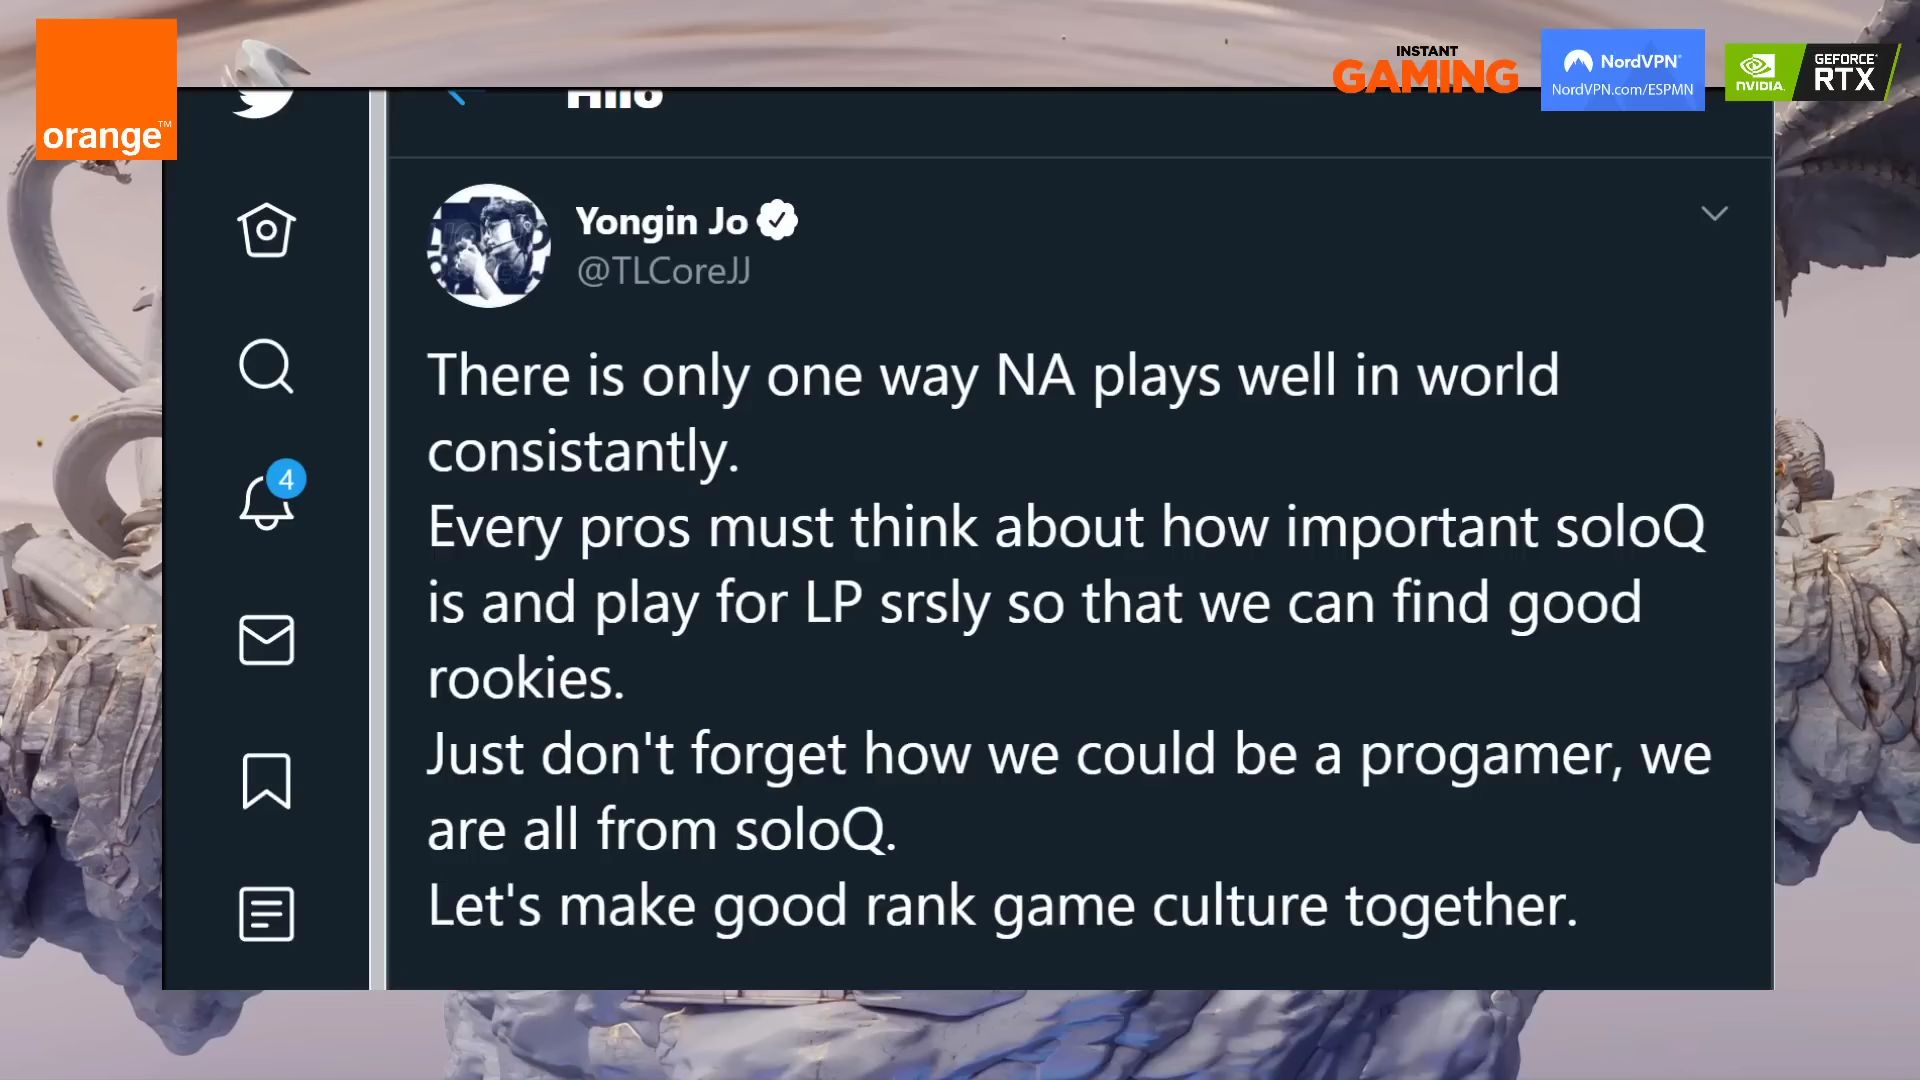 orange™
INSTANT
GAMING
NordVPN®
NordVPN.com/ESPMN
NVIDIA.
GEFORCE
RTX
Yongin Jo
@TLCoreJJ
4
There is only one way NA plays well in world
consistantly.
Every pros must think about how important soloQ
is and play for LP srsly so that we can find good
rookies.
Just don't forget how we could be a progamer, we
are all from soloQ.
Let's make good rank game culture together.